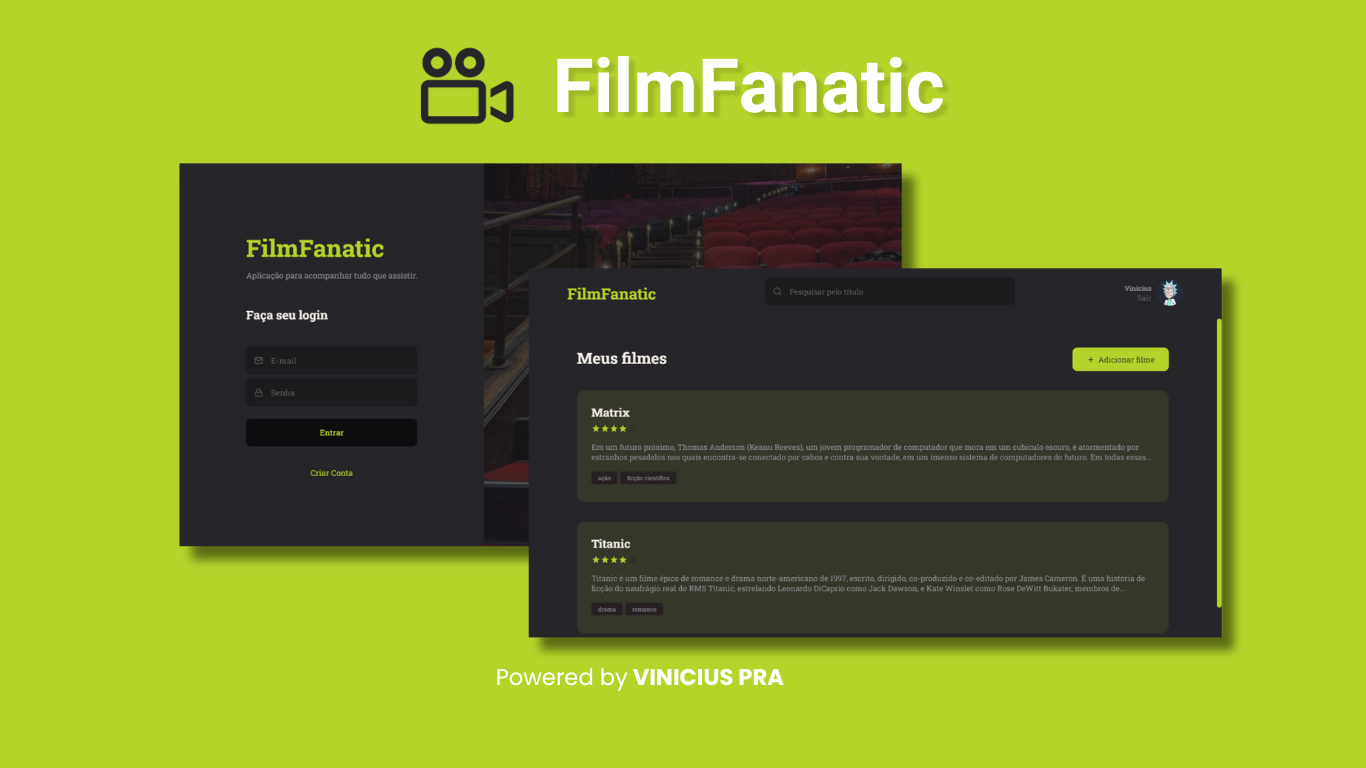 FilmFanatic
FilmFanatic
Aplicação para acompanhar tudo que assistir.
Faça seu login
E-mail
Senha
Entrar
Criar Conta
FilmFanatic
Pesquisar pelo título
Vinicius
Sair
Meus filmes
+ Adicionar filme
Matrix
Em um futuro próximo, Thomas Anderson (Keanu Reeves), um jovem programador de computador que mora em um cubículo escuro, é atormentado por
estranhos pesadelos nos quais encontra-se conectado por cabos e contra sua vontade, em um imenso sistema de computadores do futuro. Em todas essas...
ação ficção científica
Titanic
Titanic é um filme épico de romance e drama norte-americano de 1997, escrito, dirigido, co-produzido e co-editado por James Cameron. É uma história de
ficção do naufrágio real do RMS Titanic, estrelando Leonardo DiCaprio como Jack Dawson, e Kate Winslet como Rose DeWitt Bukater, membros de...
drama romance
Powered by VINICIUS PRA